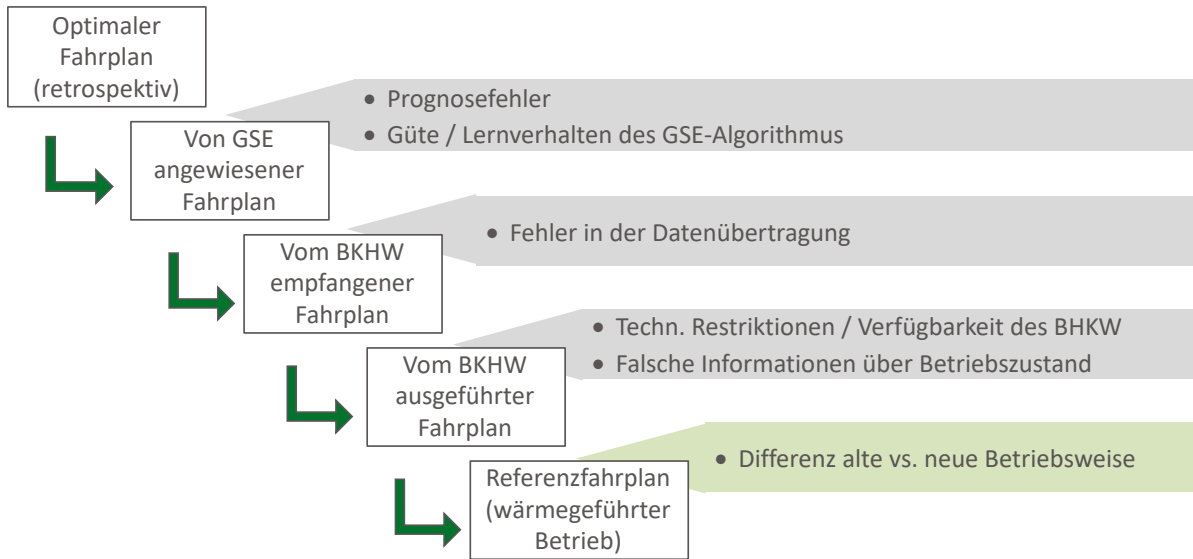 Optimaler
Fahrplan
(retrospektiv)
• Prognosefehler
• Güte / Lernverhalten des GSE-Algorithmus
Von GSE
angewiesener
Fahrplan
• Fehler in der Datenübertragung
Vom BKHW
empfangener
Fahrplan
• Techn. Restriktionen / Verfügbarkeit des BHKW
• Falsche Informationen über Betriebszustand
Vom BKHW
ausgeführter
Fahrplan
• Differenz alte vs. neue Betriebsweise
Referenzfahrplan
(wärmegeführter
Betrieb)